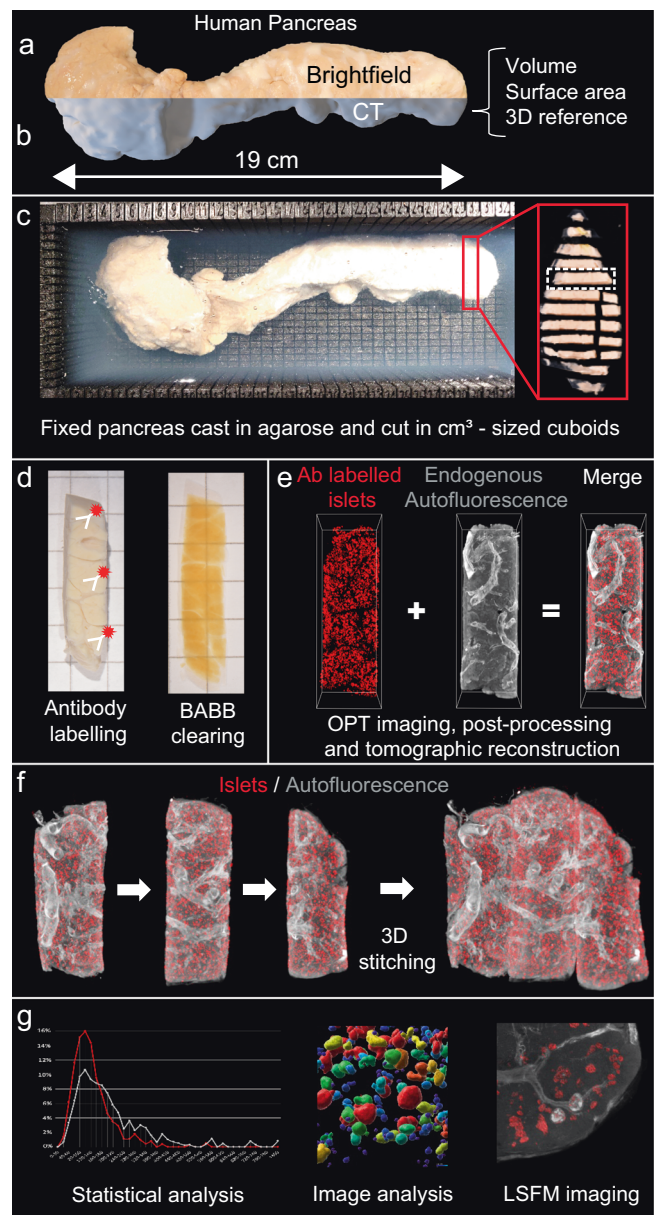 Human Pancreas
a
Brightfield
CT
b
Volume
Surface area
3D reference
19 cm
c
Fixed pancreas cast in agarose and cut in cm³ - sized cuboids
d
Antibody
labelling
BABB
clearing
e
Ab labelled
islets
Endogenous
Autofluorescence
Merge
+
=
OPT imaging, post-processing
and tomographic reconstruction
f
Islets / Autofluorescence
3D
stitching
g
16%
14%
12%
10%
8%
6%
4%
2%
0%
Statistical analysis
Image analysis
LSFM imaging